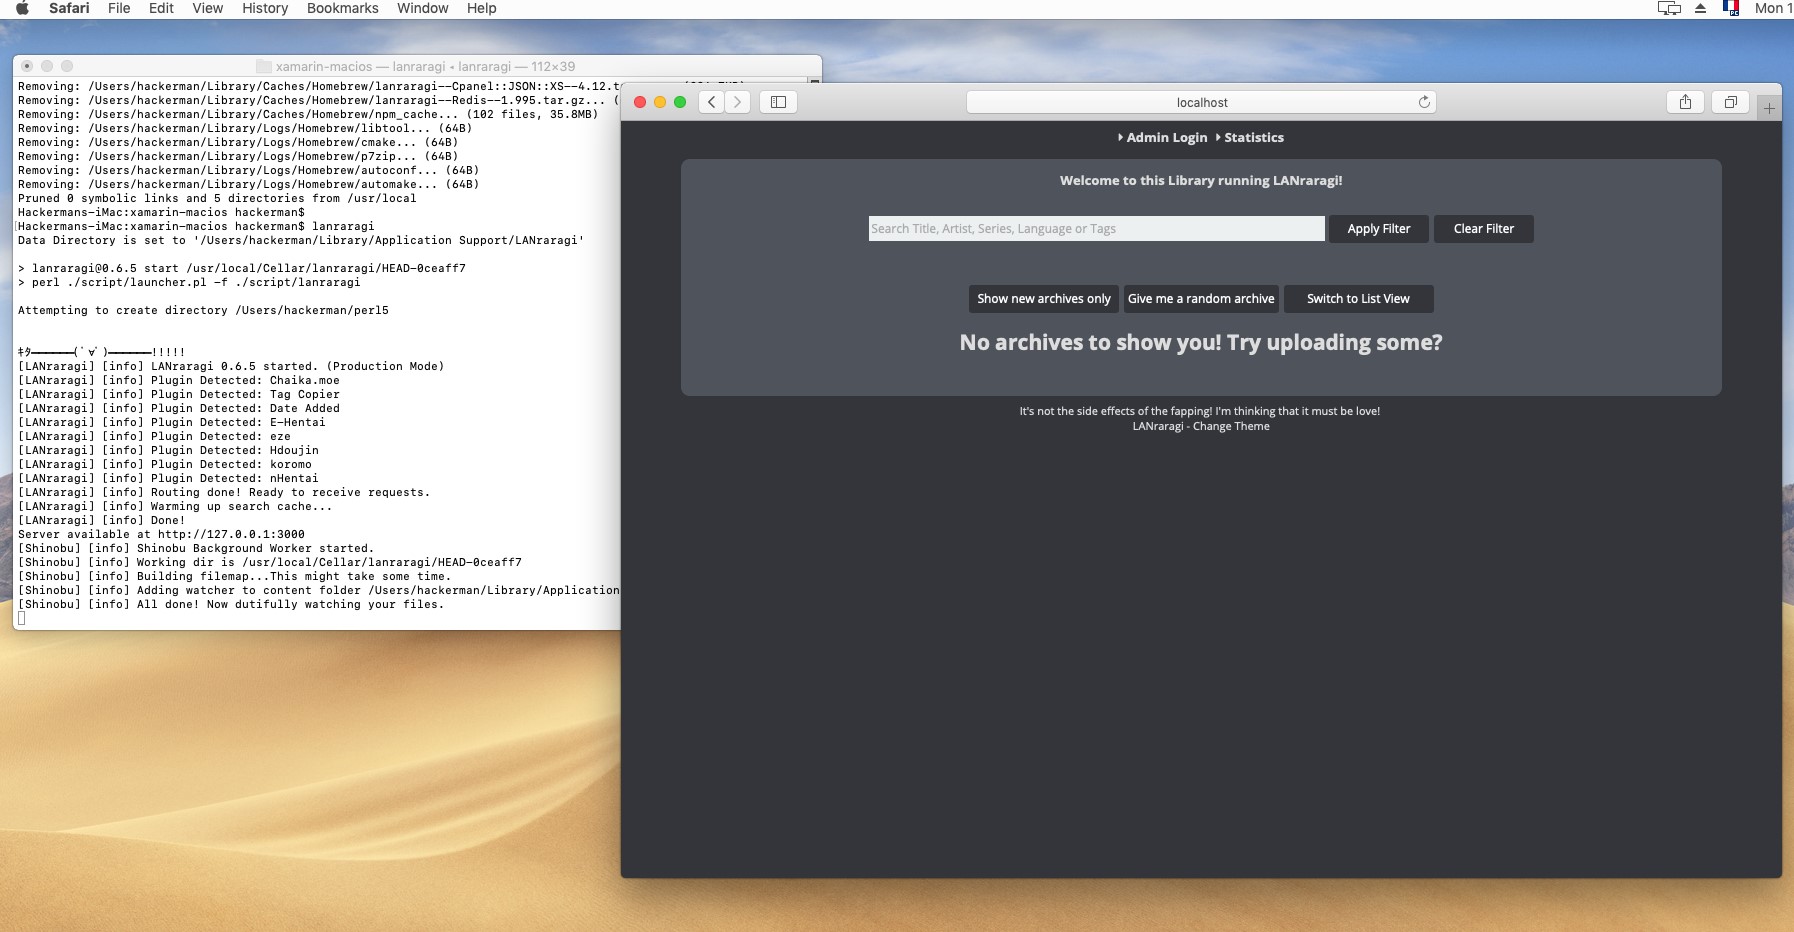 Safari File Edit View History Bookmarks Window Help Mon 1
xamarin-macios — lanraragi • lanraragi — 112×39
Removing: /Users/hackerman/Library/Caches/Homebrew/lanraragi--Cpanel::JSON::XS--4.12.t
Removing: /Users/hackerman/Library/Caches/Homebrew/lanraragi--Redis--1.995.tar.gz... (
Removing: /Users/hackerman/Library/Caches/Homebrew/npm_cache... (102 files, 35.8MB)
Removing: /Users/hackerman/Library/Logs/Homebrew/libtool... (64B)
Removing: /Users/hackerman/Library/Logs/Homebrew/cmake... (64B)
Removing: /Users/hackerman/Library/Logs/Homebrew/p7zip... (64B)
Removing: /Users/hackerman/Library/Logs/Homebrew/autoconf... (64B)
Removing: /Users/hackerman/Library/Logs/Homebrew/automake... (64B)
Pruned 0 symbolic links and 5 directories from /usr/local
Hackermans-iMac:xamarin-macios hackerman$
[Hackermans-iMac:xamarin-macios hackerman$ lanraragi
Data Directory is set to '/Users/hackerman/Library/Application Support/LANraragi'
> lanraragi@0.6.5 start /usr/local/Cellar/lanraragi/HEAD-0ceaff7
> perl ./script/launcher.pl -f ./script/lanraragi
Attempting to create directory /Users/hackerman/perl5
ｷﾀ━━━━━━(ﾟ∀ﾟ)━━━━━━!!!!!
[LANraragi] [info] LANraragi 0.6.5 started. (Production Mode)
[LANraragi] [info] Plugin Detected: Chaika.moe
[LANraragi] [info] Plugin Detected: Tag Copier
[LANraragi] [info] Plugin Detected: Date Added
[LANraragi] [info] Plugin Detected: E-Hentai
[LANraragi] [info] Plugin Detected: eze
[LANraragi] [info] Plugin Detected: Hdoujin
[LANraragi] [info] Plugin Detected: koromo
[LANraragi] [info] Plugin Detected: nHentai
[LANraragi] [info] Routing done! Ready to receive requests.
[LANraragi] [info] Warming up search cache...
[LANraragi] [info] Done!
Server available at http://127.0.0.1:3000
[Shinobu] [info] Shinobu Background Worker started.
[Shinobu] [info] Working dir is /usr/local/Cellar/lanraragi/HEAD-0ceaff7
[Shinobu] [info] Building filemap...This might take some time.
[Shinobu] [info] Adding watcher to content folder /Users/hackerman/Library/Application
[Shinobu] [info] All done! Now dutifully watching your files.
localhost
Admin Login Statistics
Welcome to this Library running LANraragi!
Search Title, Artist, Series, Language or Tags Apply Filter Clear Filter
Show new archives only Give me a random archive Switch to List View
No archives to show you! Try uploading some?
It's not the side effects of the fapping! I'm thinking that it must be love!
LANraragi - Change Theme